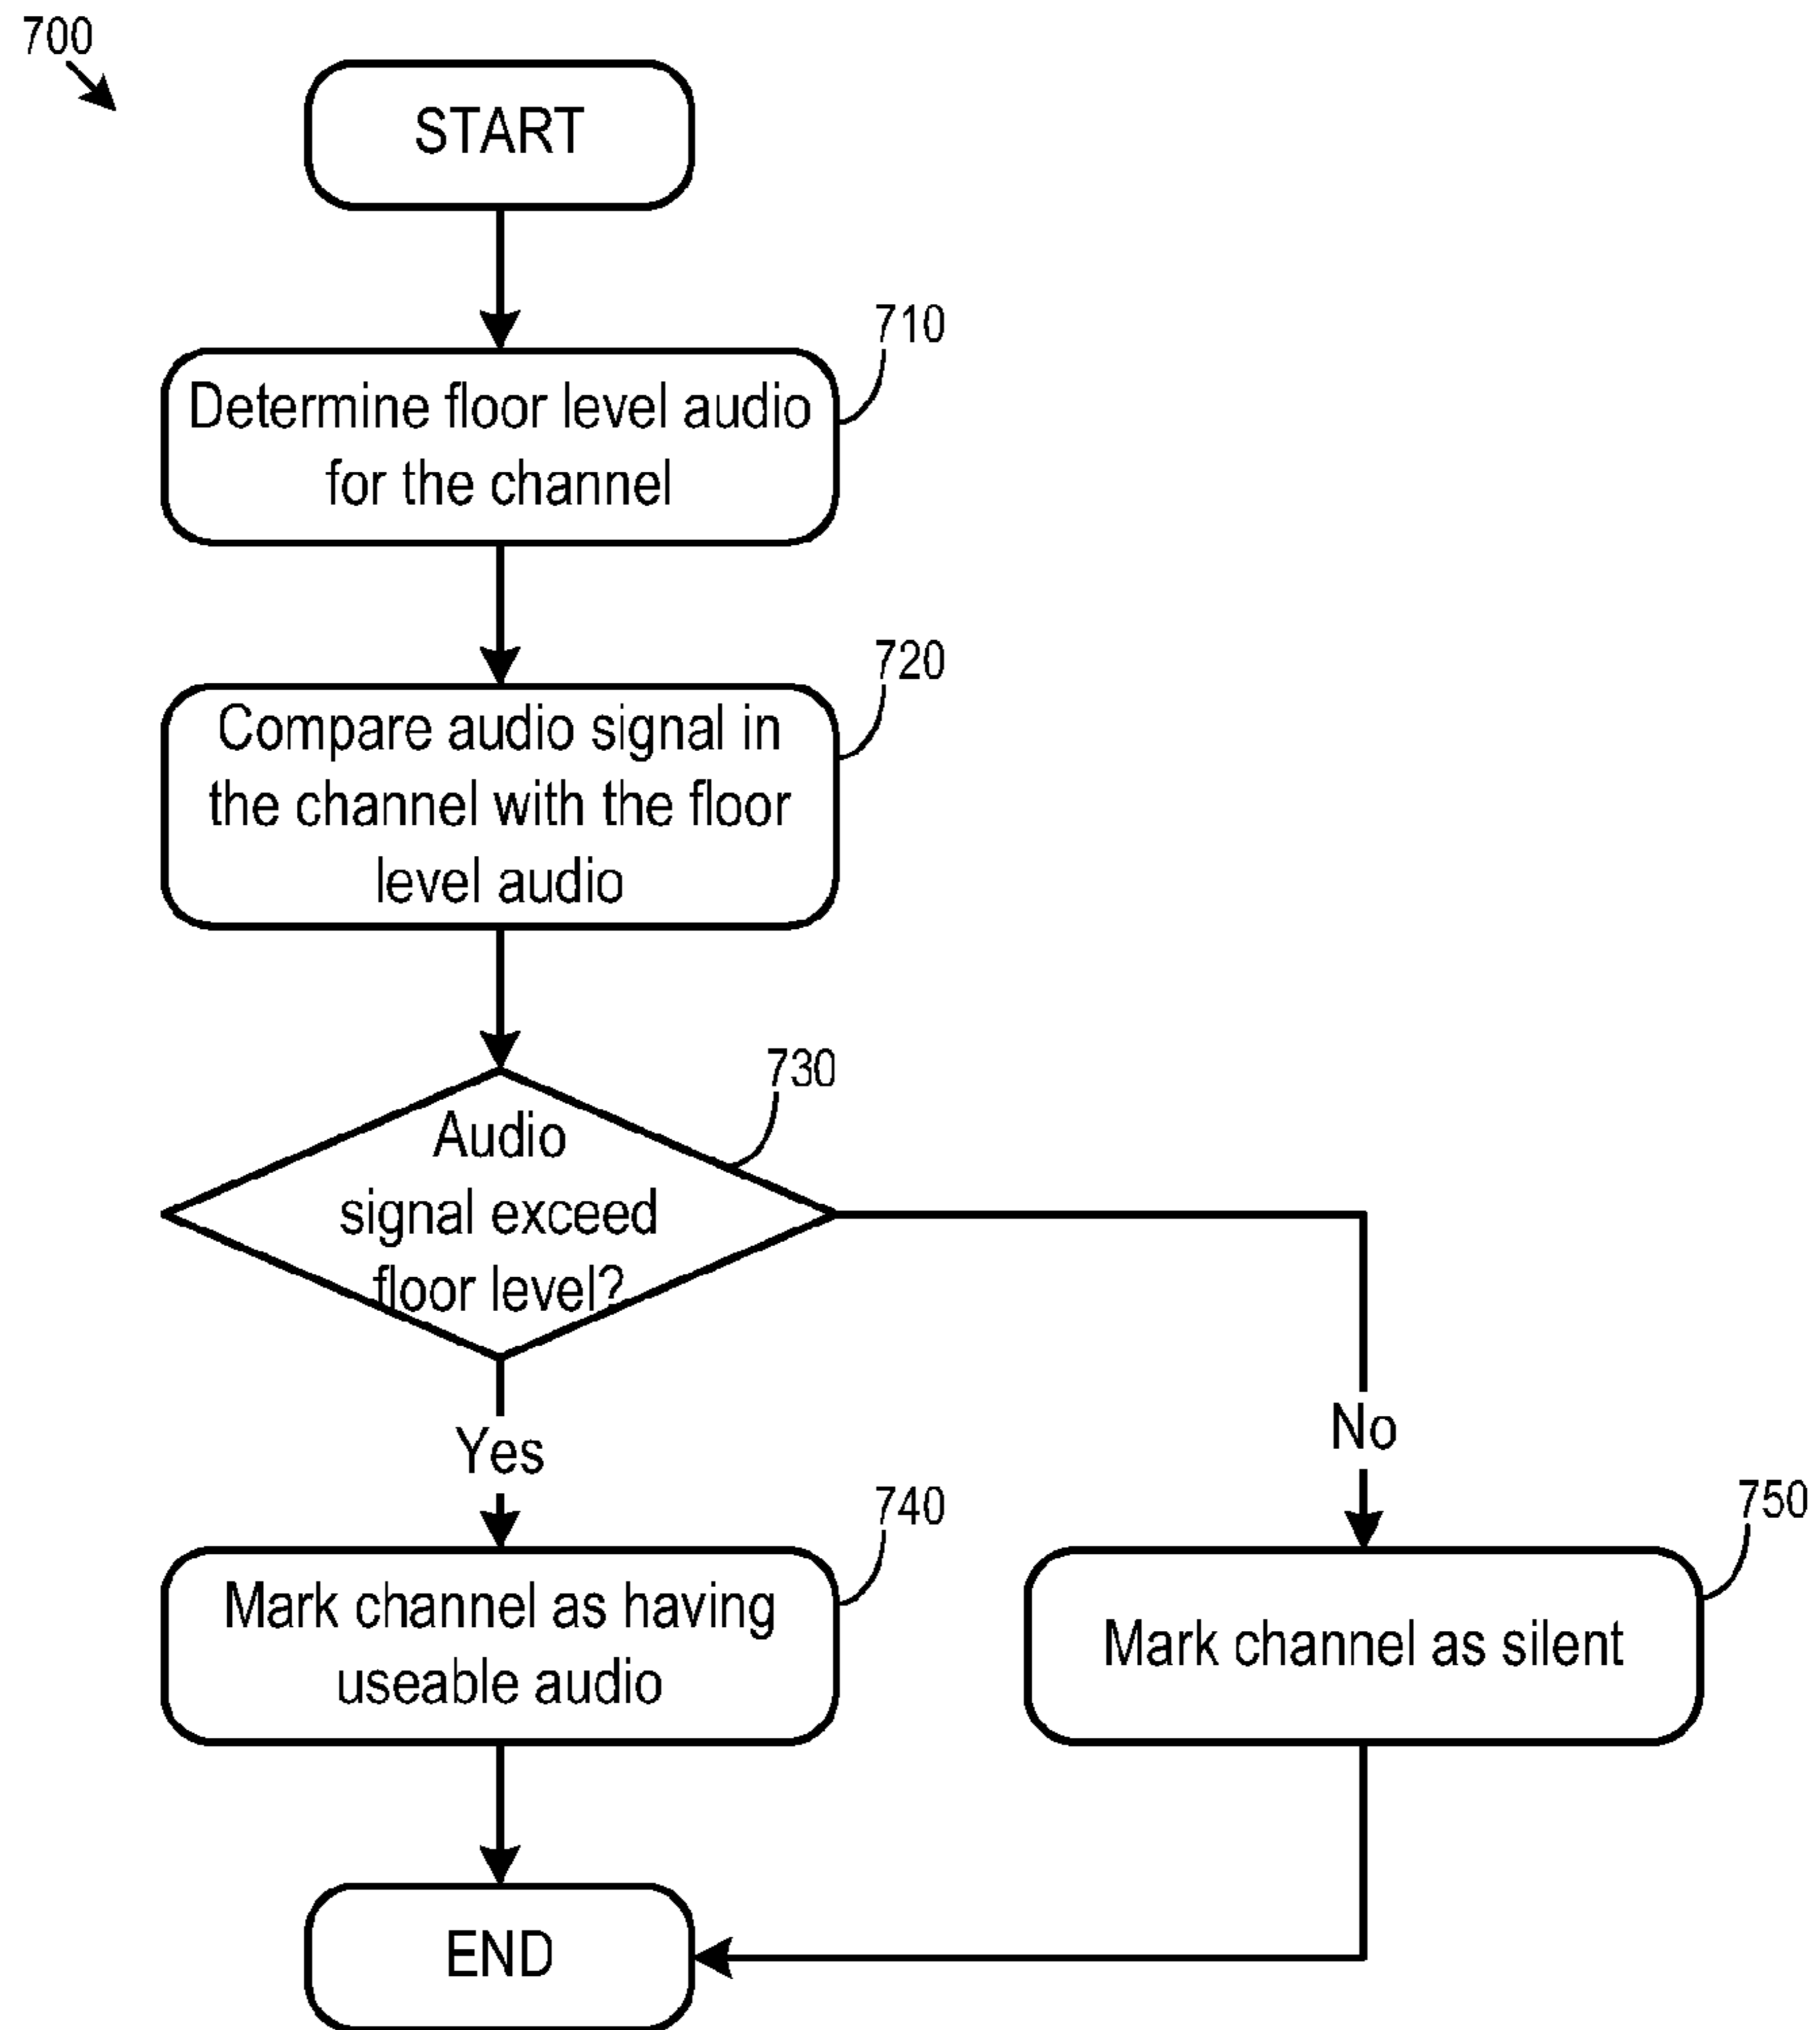 700
START
710
Determine floor level audio
for the channel
720
Compare audio signal in
the channel with the floor
level audio
730
Audio
signal exceed
floor level?
Yes
No
740
Mark channel as having
useable audio
750
Mark channel as silent
END